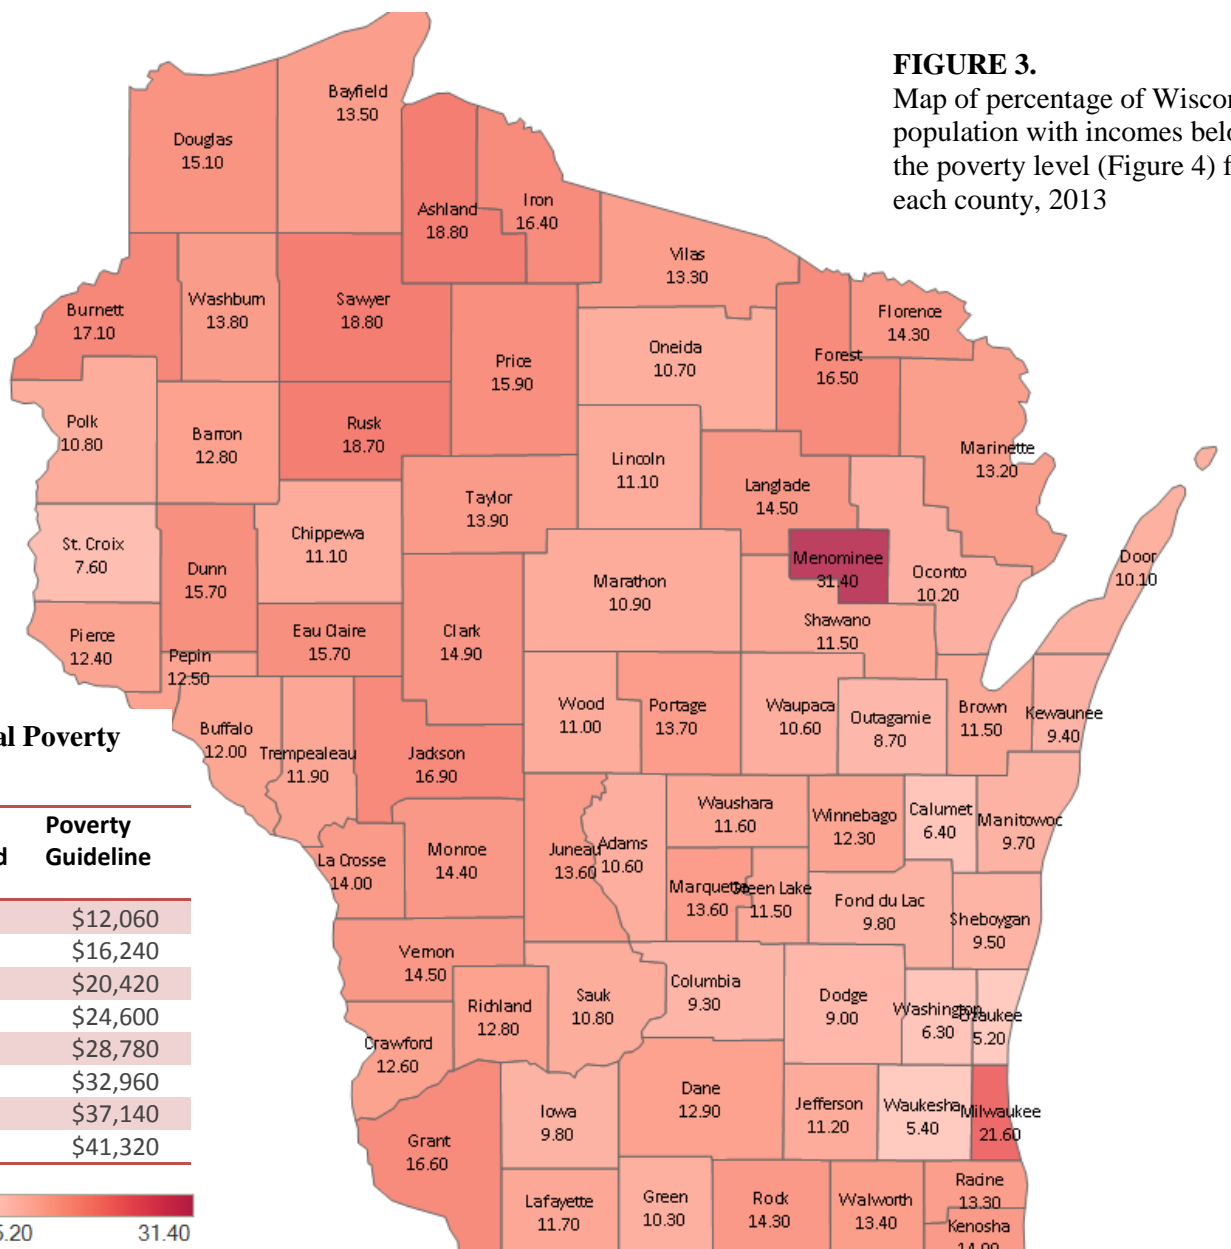 FIGURE 3.
Map of percentage of Wiscon
population with incomes belo
the poverty level (Figure 4) f
each county, 2013
Bayfield
13.50
Douglas
15.10
Ashland
18.80
Iron
16.40
Vilas
13.30
Burnett
17.10
Washburn
13.80
Sawyer
18.80
Florence
14.30
Price
15.90
Oneida
10.70
Forest
16.50
Polk
10.80
Barron
12.80
Rusk
18.70
Lincoln
11.10
Marinette
13.20
Taylor
13.90
Langlade
14.50
St. Croix
7.60
Chippewa
11.10
Dunn
15.70
Marathon
10.90
Menominee
31.40
Oconto
10.20
Door
10.10
Pierce
12.40
Pepin
12.50
Eau Claire
15.70
Clark
14.90
Shawano
11.50
Buffalo
12.00
Trempealeau
11.90
Jackson
16.90
Wood
11.00
Portage
13.70
Waupaca
10.60
Outagamie
8.70
Brown
11.50
Kewaunee
9.40
al Poverty
Poverty
d Guideline
$12,060
$16,240
$20,420
$24,600
$28,780
$32,960
$37,140
$41,320
5.20 31.40
La Crosse
14.00
Monroe
14.40
Juneau
13.60
Adams
10.60
Waushara
11.60
Winnebago
12.30
Calumet
6.40
Manitowoc
9.70
Marquette
13.60
Green Lake
11.50
Fond du Lac
9.80
Sheboygan
9.50
Vernon
14.50
Richland
12.80
Sauk
10.80
Columbia
9.30
Dodge
9.00
Washington
6.30
Ozaukee
5.20
Crawford
12.60
Grant
16.60
Iowa
9.80
Dane
12.90
Jefferson
11.20
Waukesha
5.40
Milwaukee
21.60
Lafayette
11.70
Green
10.30
Rock
14.30
Walworth
13.40
Racine
13.30
Kenosha
14.00